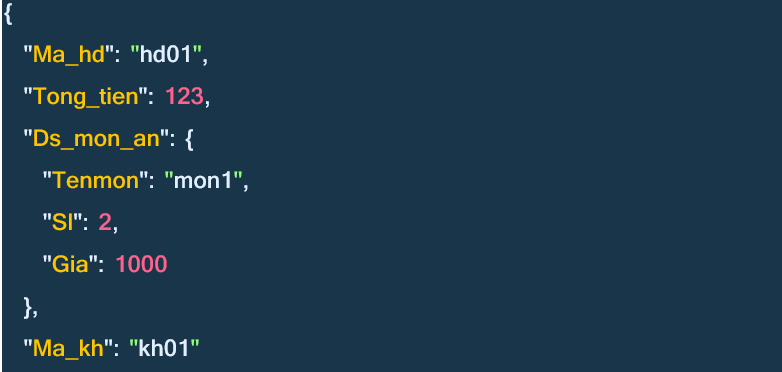 {
"Ma_hd": "hd01",
"Tong_tien": 123,
"Ds_mon_an": {
"Tenmon": "mon1",
"Sl": 2,
"Gia": 1000
},
"Ma_kh": "kh01"